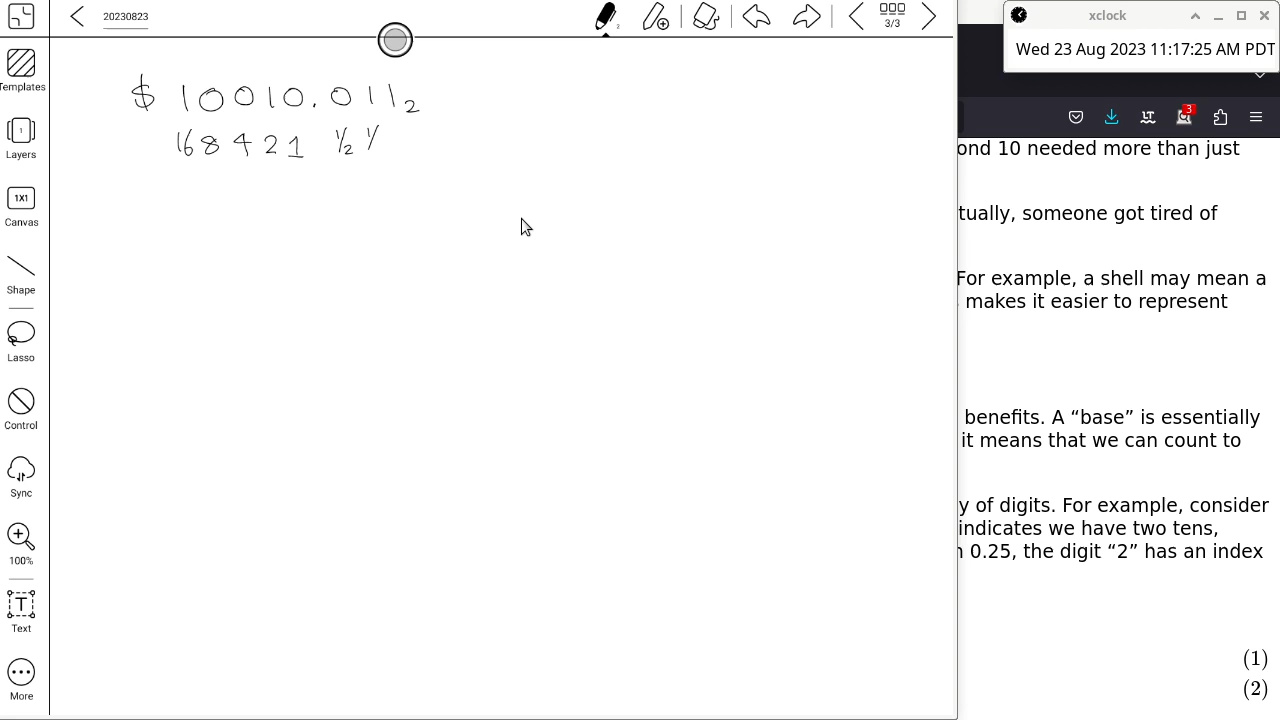 20230823
3/3
xclock
Wed 23 Aug 2023 11:17:25 AM PDT
Templates
Layers
1X1
Canvas
Shape
Lasso
Control
Sync
100%
T
Text
More
$ 10010.011₂
16 8 4 2 1 ½ 1/
3
ond 10 needed more than just
tually, someone got tired of
For example, a shell may mean a
makes it easier to represent
benefits. A “base” is essentially
it means that we can count to
y of digits. For example, consider
indicates we have two tens,
0.25, the digit “2” has an index
(1)
(2)